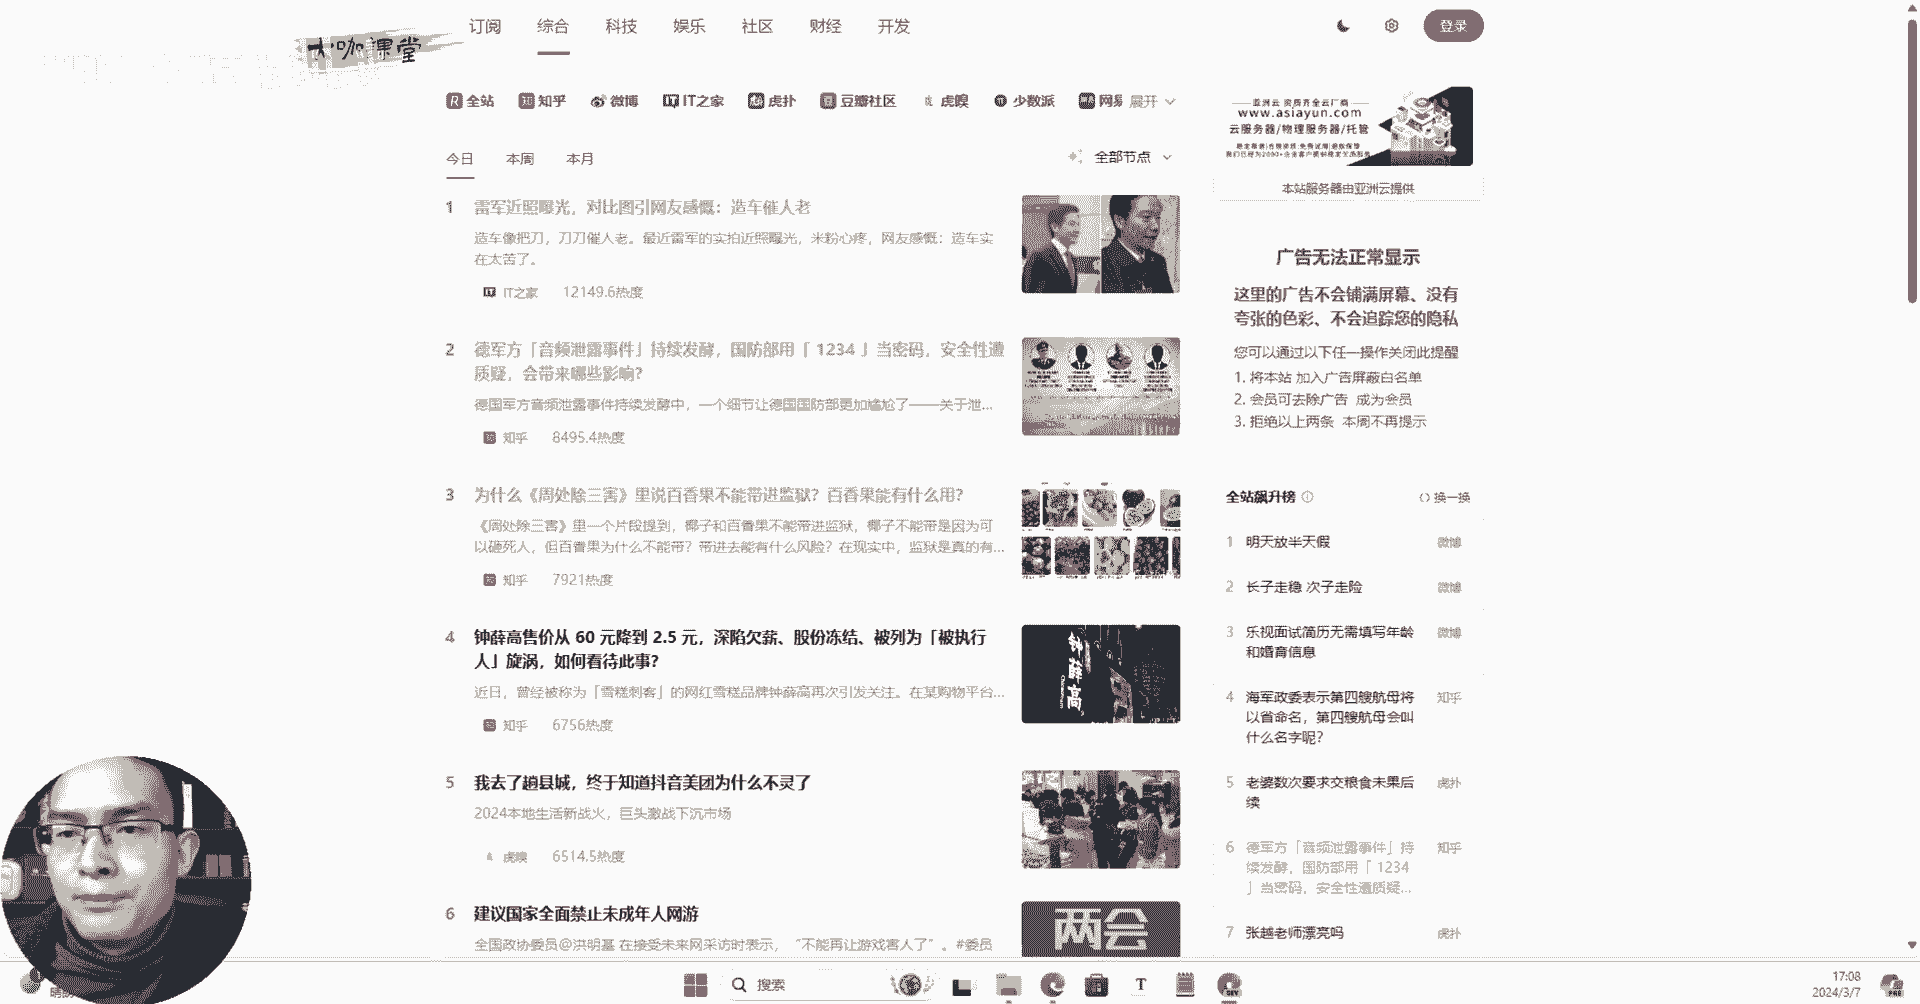 大咖課堂
订阅 综合 科技 娱乐 社区 财经 开发
登录
全站 知乎 微博 IT之家 虎扑 豆瓣社区 虎嗅 少数派 网易 展开
今日 本周 本月
全部节点
1 雷军近照曝光，对比图引网友感慨：造车催人老
造车像把刀，刀刀催人老。最近雷军的实拍近照曝光，米粉心疼，网友感慨：造车实
在太苦了。
IT之家 12149.6热度
2 德军方「音频泄露事件」持续发酵，国防部用「 1234 」当密码，安全性遭
质疑，会带来哪些影响？
德国军方音频泄露事件持续发酵中，一个细节让德国国防部更加尴尬了——关于泄...
知乎 8495.4热度
3 为什么《周处除三害》里说百香果不能带进监狱？百香果能有什么用？
《周处除三害》里一个片段提到，椰子和百香果不能带进监狱，椰子不能带是因为可
以砸死人，但百香果为什么不能带？带进去能有什么风险？在现实中，监狱是真的有...
知乎 7921热度
4 钟薛高售价从 60 元降到 2.5 元，深陷欠薪、股份冻结、被列为「被执行
人」旋涡，如何看待此事？
近日，曾经被称为「雪糕刺客」的网红雪糕品牌钟薛高再次引发关注。在某购物平台...
知乎 6756热度
钟薛高
5 我去了趟县城，终于知道抖音美团为什么不灵了
2024本地生活新战火，巨头激战下沉市场
虎嗅 6514.5热度
6 建议国家全面禁止未成年人网游
全国政协委员@洪明基 在接受未来网采访时表示，“不能再让游戏害人了”。#委员
两会
亚洲云 资质齐全云厂商
www.asiayun.com
云服务器/物理服务器/托管
本站服务器由亚洲云提供
广告无法正常显示
这里的广告不会铺满屏幕、没有
夸张的色彩、不会追踪您的隐私
您可以通过以下任一操作关闭此提醒
1. 将本站 加入广告屏蔽白名单
2. 会员可去除广告 成为会员
3. 拒绝以上两条 本周不再提示
全站飙升榜 换一换
1 明天放半天假 微博
2 长子走稳 次子走险 微博
3 乐视面试简历无需填写年龄 微博
和婚育信息
4 海军政委表示第四艘航母将 知乎
以省命名，第四艘航母会叫
什么名字呢？
5 老婆数次要求交粮食未果后 虎扑
续
6 德军方「音频泄露事件」持 知乎
续发酵，国防部用「 1234
」当密码，安全性遭质疑...
7 张越老师漂亮吗 虎扑
搜索
17:08
2024/3/7